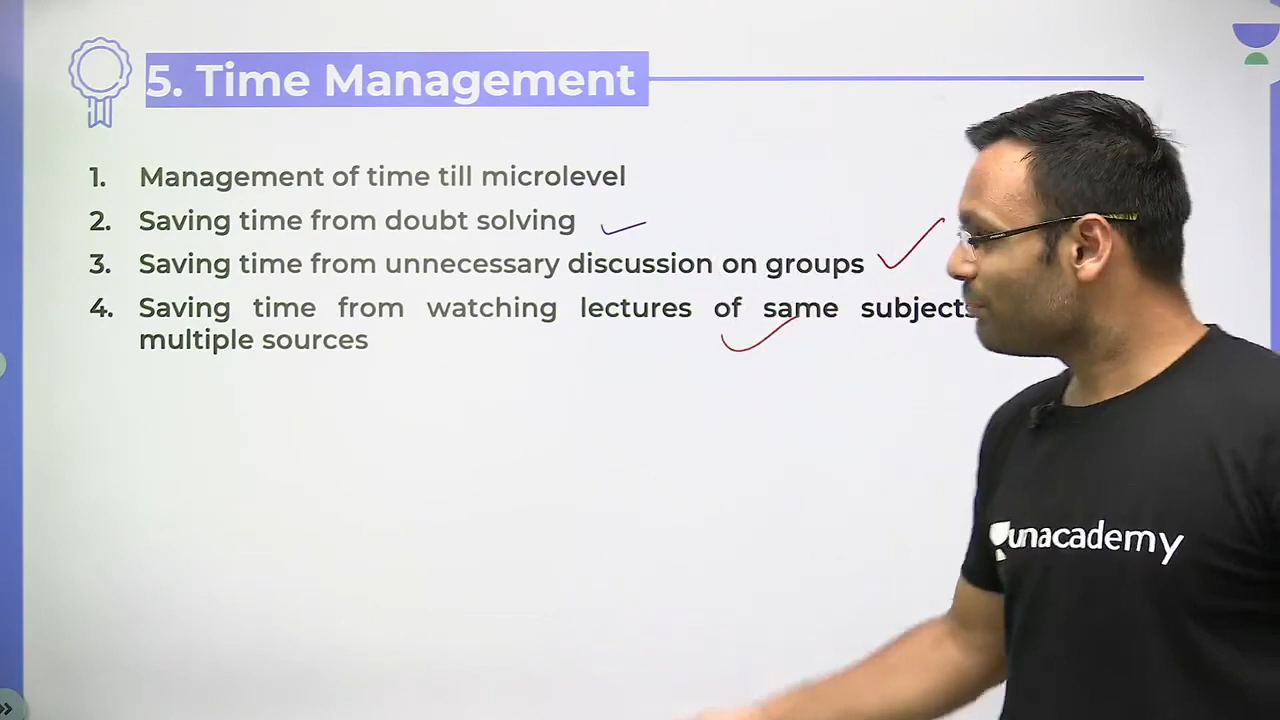 5. Time Management
1. Management of time till microlevel
2. Saving time from doubt solving
3. Saving time from unnecessary discussion on groups
4. Saving time from watching lectures of same subjects
multiple sources
unacademy